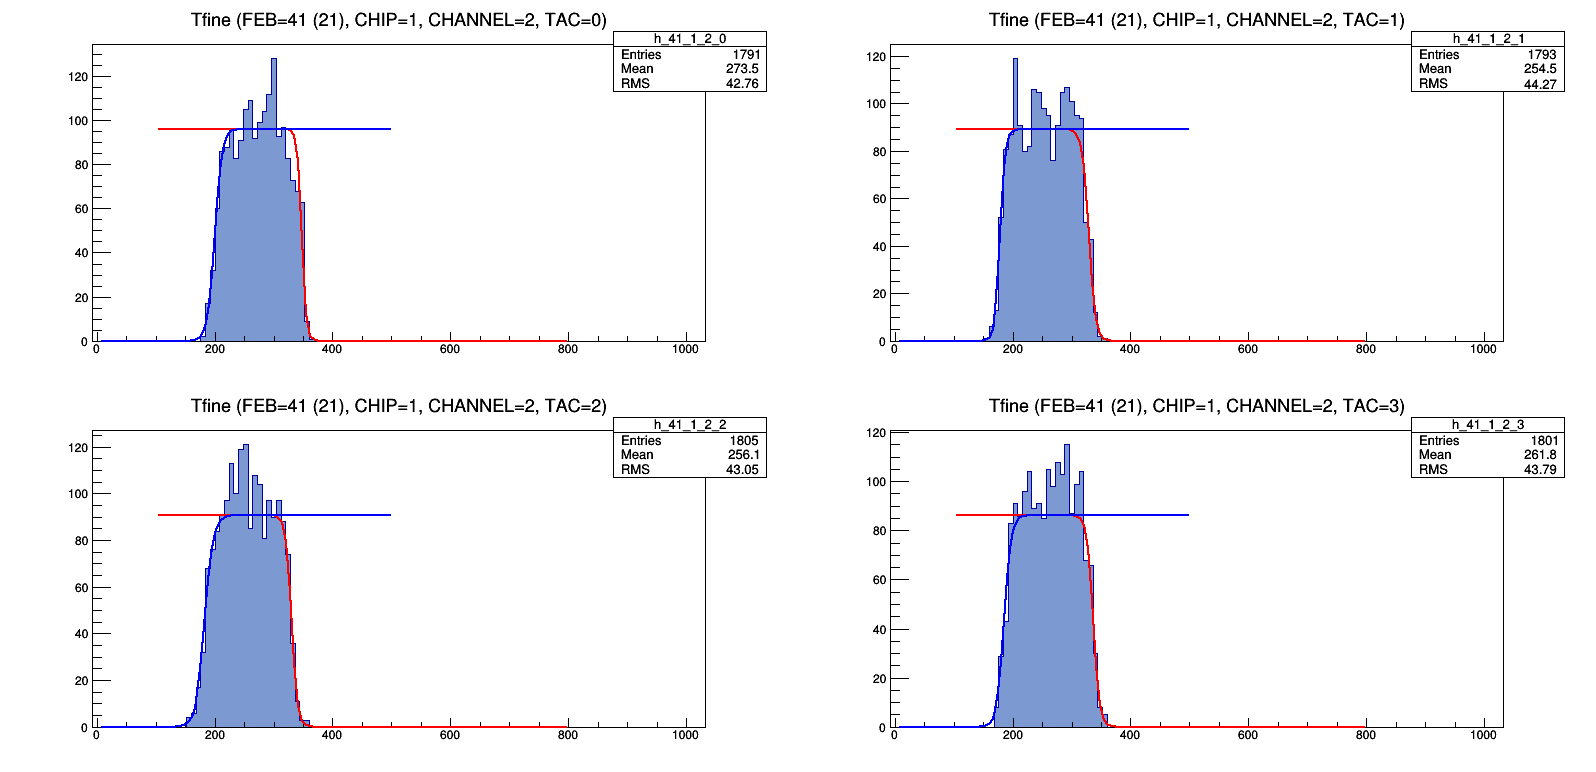 Tfine (FEB=41 (21), CHIP=1, CHANNEL=2, TAC=0)
h_41_1_2_0
Entries 1791
Mean 273.5
RMS 42.76
120
100
80
60
40
20
0
0 200 400 600 800 1000
Tfine (FEB=41 (21), CHIP=1, CHANNEL=2, TAC=1)
h_41_1_2_1
Entries 1793
Mean 254.5
RMS 44.27
120
100
80
60
40
20
0
0 200 400 600 800 1000
Tfine (FEB=41 (21), CHIP=1, CHANNEL=2, TAC=2)
h_41_1_2_2
Entries 1805
Mean 256.1
RMS 43.05
120
100
80
60
40
20
0
0 200 400 600 800 1000
Tfine (FEB=41 (21), CHIP=1, CHANNEL=2, TAC=3)
h_41_1_2_3
Entries 1801
Mean 261.8
RMS 43.79
120
100
80
60
40
20
0
0 200 400 600 800 1000